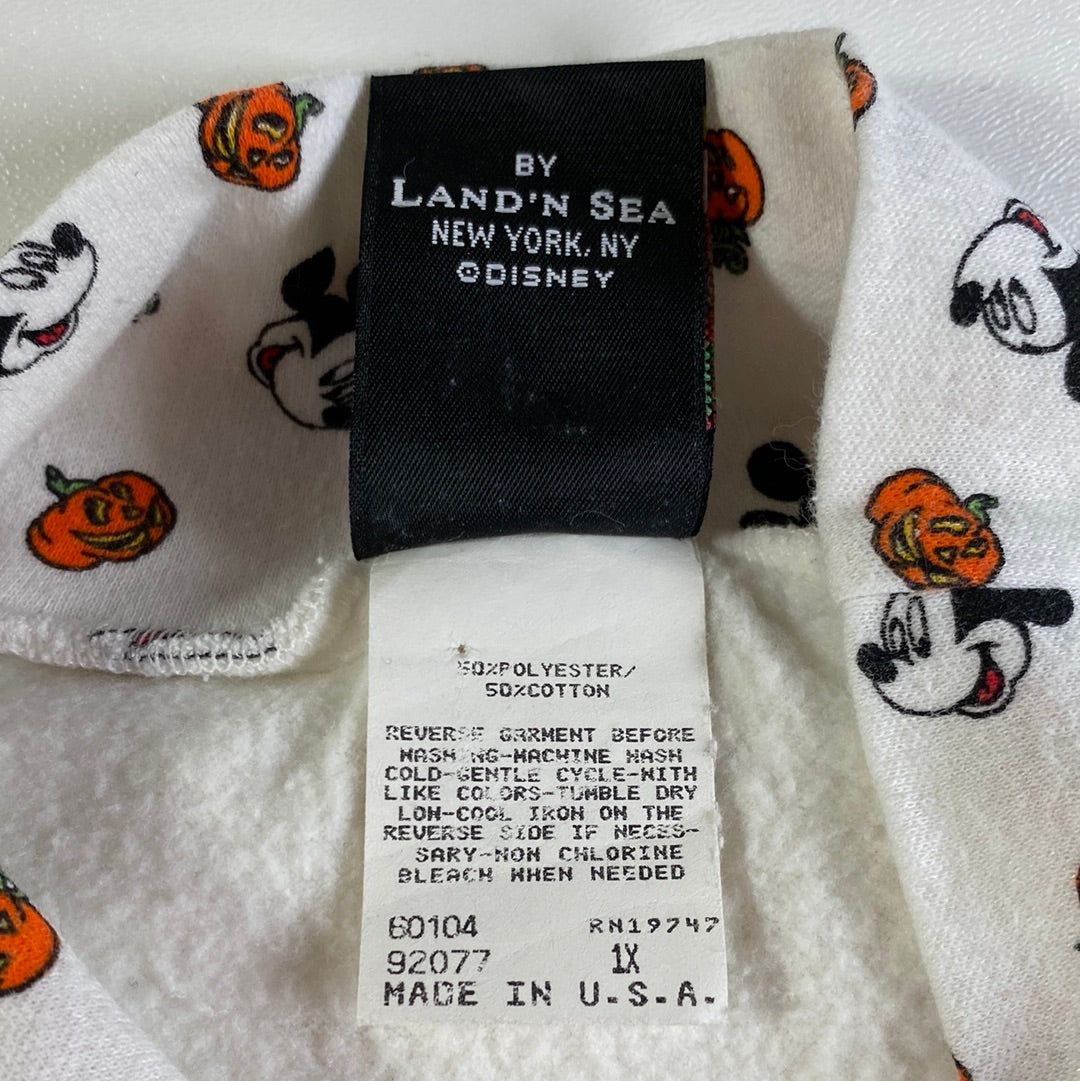 BY
LAND'N SEA
NEW YORK, NY
©DISNEY
50%POLYESTER/
50%COTTON
REVERSE GARMENT BEFORE
WASHING-MACHINE WASH
COLD-GENTLE CYCLE-WITH
LIKE COLORS-TUMBLE DRY
LOW-COOL IRON ON THE
REVERSE SIDE IF NECES-
SARY-NON CHLORINE
BLEACH WHEN NEEDED
60104 RN19747
92077 1X
MADE IN U.S.A.